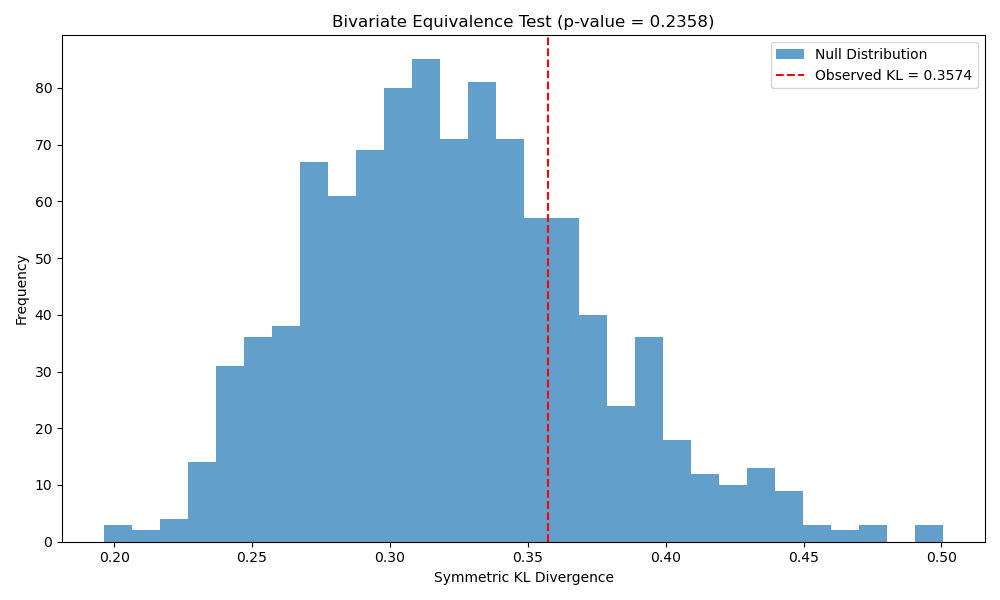 Bivariate Equivalence Test (p-value = 0.2358)
Null Distribution
Observed KL = 0.3574
Frequency
80
70
60
50
40
30
20
10
0
0.20 0.25 0.30 0.35 0.40 0.45 0.50
Symmetric KL Divergence